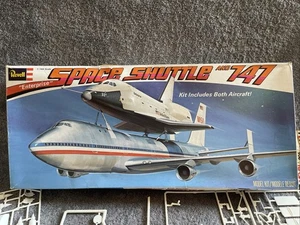 Revell
"Enterprise"
SPACE SHUTTLE AND 747
Kit Includes Both Aircraft!